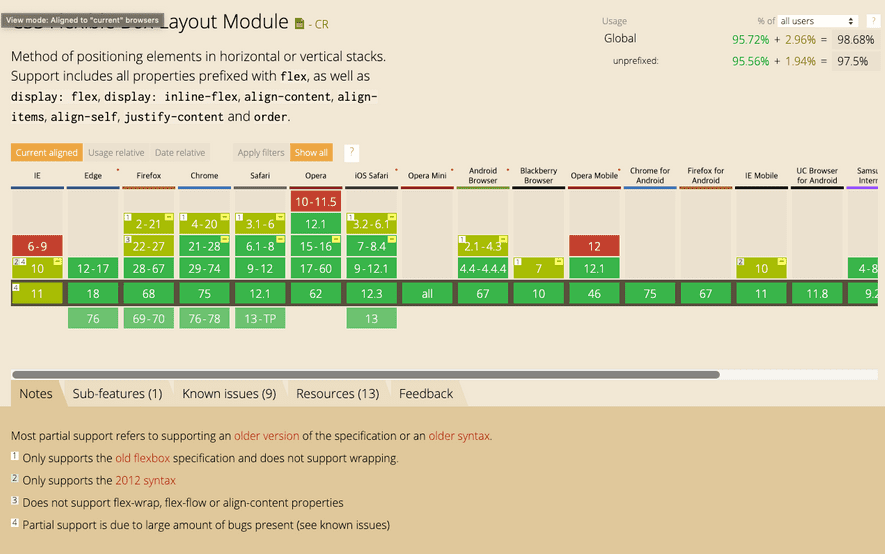 View mode: Aligned to "current" browsers
Layout Module - CR
Usage % of all users ?
Global 95.72% + 2.96% = 98.68%
unprefixed: 95.56% + 1.94% = 97.5%
Method of positioning elements in horizontal or vertical stacks.
Support includes all properties prefixed with flex, as well as
display: flex, display: inline-flex, align-content, align-
items, align-self, justify-content and order.
Current aligned Usage relative Date relative Apply filters Show all ?
IE Edge * Firefox Chrome Safari Opera iOS Safari * Opera Mini * Android Browser * Blackberry Browser Opera Mobile * Chrome for Android Firefox for Android IE Mobile UC Browser for Android
10-11.5
1 2-21 - 1 4-20 - 1 3.1-6 - 12.1 1 3.2-6.1 -
6-9 3 22-27 - 21-28 - 6.1-8 - 15-16 - 7-8.4 - 1 2.1-4.3 - 12
2 4 10 - 12-17 28-67 29-74 9-12 17-60 9-12.1 4.4-4.4.4 1 7 - 12.1 2 10 -
4 11 18 68 75 12.1 62 12.3 all 67 10 46 75 67 11 11.8
76 69-70 76-78 13-TP 13
Notes Sub-features (1) Known issues (9) Resources (13) Feedback
Most partial support refers to supporting an older version of the specification or an older syntax.
1 Only supports the old flexbox specification and does not support wrapping.
2 Only supports the 2012 syntax
3 Does not support flex-wrap, flex-flow or align-content properties
4 Partial support is due to large amount of bugs present (see known issues)